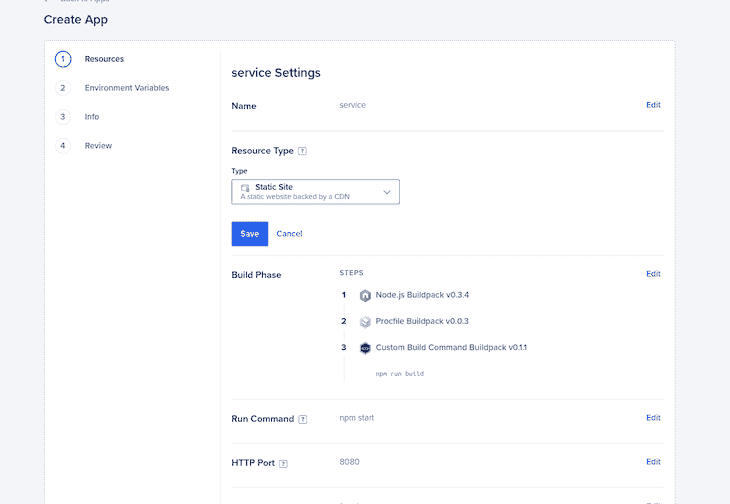 Create App
1 Resources
2 Environment Variables
3 Info
4 Review
service Settings
Name service Edit
Resource Type ?
Type
Static Site
A static website backed by a CDN
Save Cancel
Build Phase STEPS Edit
1 Node.js Buildpack v0.3.4
2 Procfile Buildpack v0.0.3
3 Custom Build Command Buildpack v0.1.1
npm run build
Run Command ? npm start Edit
HTTP Port ? 8080 Edit